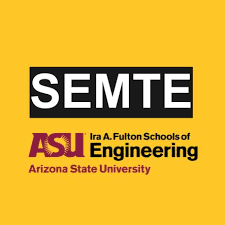 SEMTE
ASU Ira A. Fulton Schools of
Engineering
Arizona State University